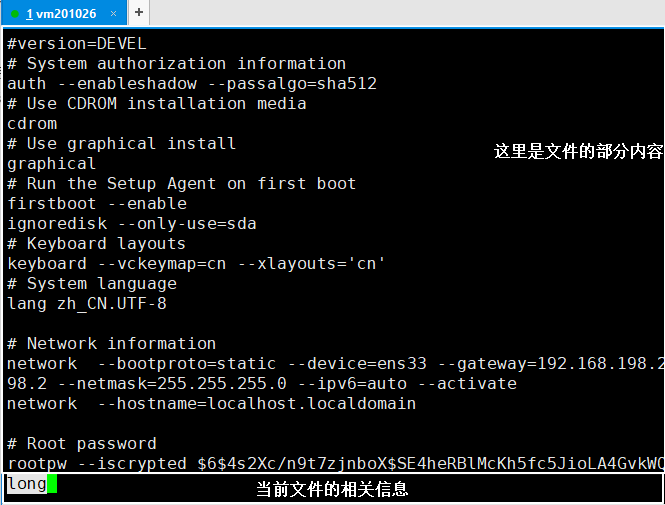 1 vm201026 × +
#version=DEVEL
# System authorization information
auth --enableshadow --passalgo=sha512
# Use CDROM installation media
cdrom
# Use graphical install
这里是文件的部分内容
graphical
# Run the Setup Agent on first boot
firstboot --enable
ignoredisk --only-use=sda
# Keyboard layouts
keyboard --vckeymap=cn --xlayouts='cn'
# System language
lang zh_CN.UTF-8
# Network information
network  --bootproto=static --device=ens33 --gateway=192.168.198.2
98.2 --netmask=255.255.255.0 --ipv6=auto --activate
network  --hostname=localhost.localdomain
# Root password
rootpw --iscrypted $6$4s2Xc/n9t7zjnboX$SE4heRBlMcKh5fc5JioLA4GvkWQ
long
当前文件的相关信息